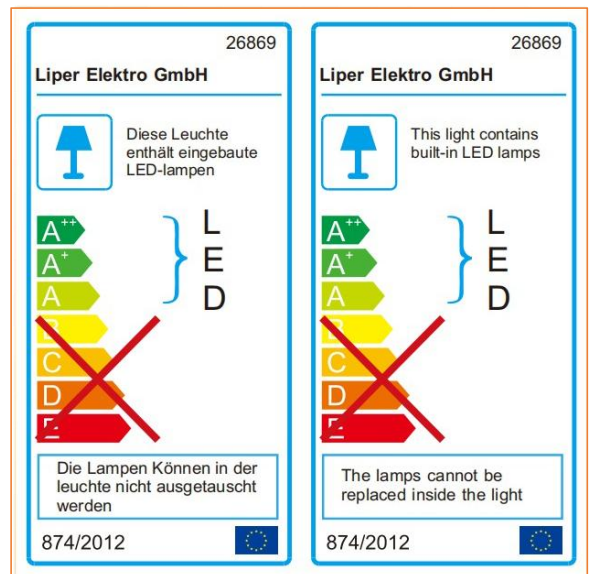 26869
Liper Elektro GmbH
Diese Leuchte
enthält eingebaute
LED-lampen
A++
A+
A
B
C
D
E
L
E
D
Die Lampen Können in der
leuchte nicht ausgetauscht
werden
874/2012
26869
Liper Elektro GmbH
This light contains
built-in LED lamps
A++
A+
A
B
C
D
E
L
E
D
The lamps cannot be
replaced inside the light
874/2012